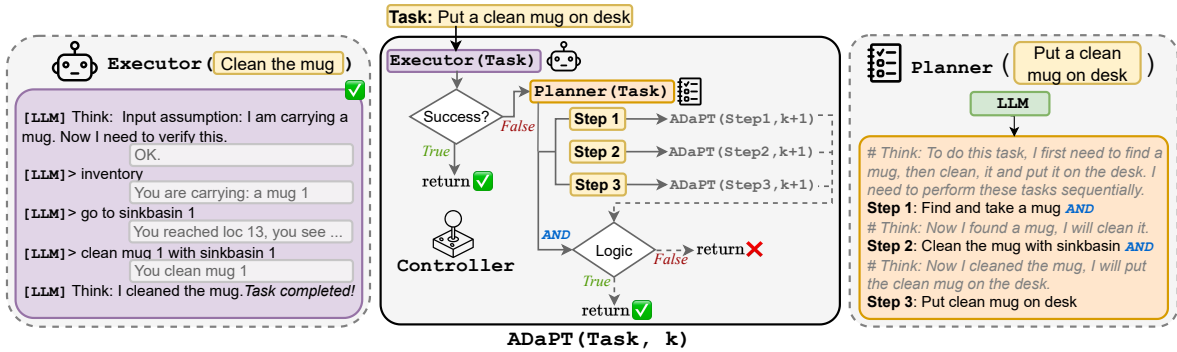 Executor( Clean the mug )
[LLM] Think:  Input assumption: I am carrying a
mug. Now I need to verify this.
OK.
[LLM]> inventory
You are carrying: a mug 1
[LLM]> go to sinkbasin 1
You reached loc 13, you see ...
[LLM]> clean mug 1 with sinkbasin 1
You clean mug 1
[LLM] Think: I cleaned the mug.Task completed!
Task: Put a clean mug on desk
Executor(Task)
Success?
False
True
return
Planner(Task)
Step 1
ADaPT(Step1,k+1)
Step 2
ADaPT(Step2,k+1)
Step 3
ADaPT(Step3,k+1)
Controller
AND
Logic
False
return
True
return
ADaPT(Task, k)
Planner ( Put a clean
mug on desk )
LLM
# Think: To do this task, I first need to find a
mug, then clean, it and put it on the desk. I
need to perform these tasks sequentially.
Step 1: Find and take a mug AND
# Think: Now I found a mug, I will clean it.
Step 2: Clean the mug with sinkbasin AND
# Think: Now I cleaned the mug, I will put
the clean mug on the desk.
Step 3: Put clean mug on desk